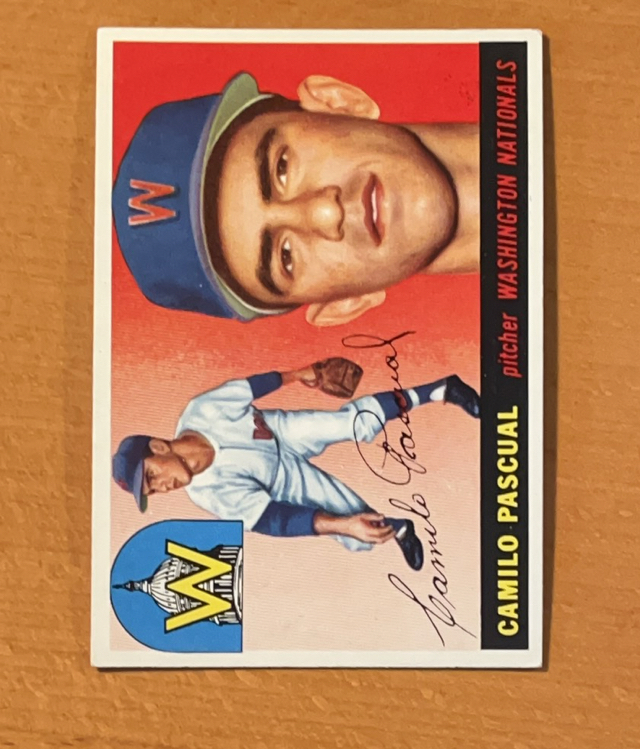 W
W
W
Camilo Pascual
CAMILO PASCUAL
pitcher WASHINGTON NATIONALS